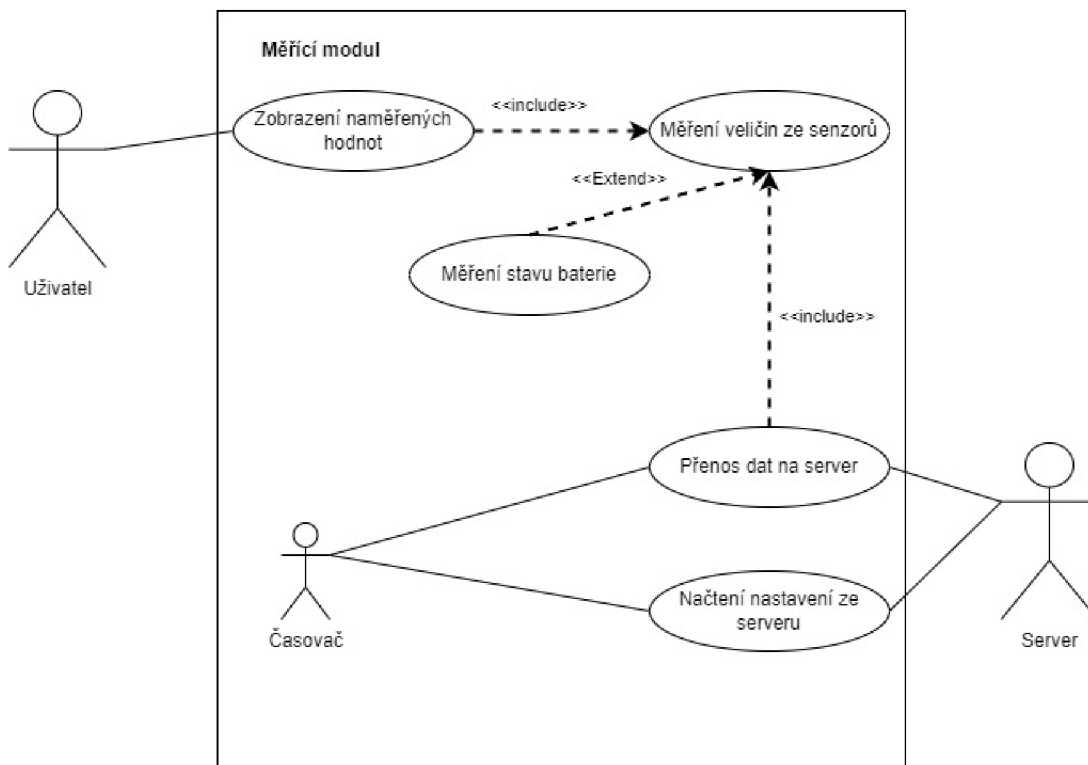 Měřící modul
Zobrazení naměřených
hodnot
<<include>>
Měření veličin ze senzorů
<<Extend>>
Měření stavu baterie
Uživatel
<<include>>
Přenos dat na server
Časovač
Načtení nastavení ze
serveru
Server